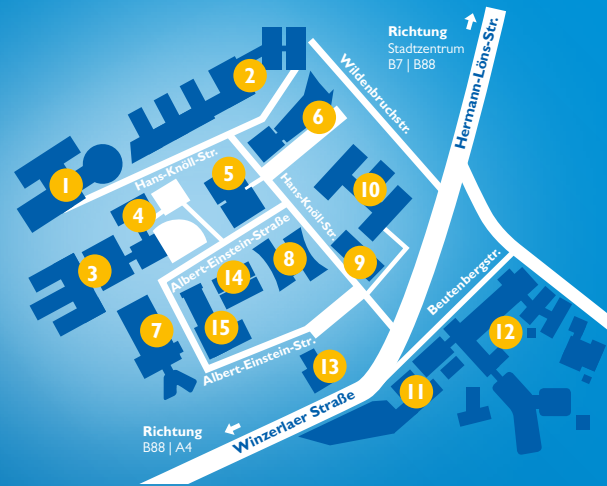 Richtung
Stadtzentrum
B7 | B88
Hermann-Löns-Str.
Wildenbruchstr.
2
6
1
Hans-Knöll-Str.
5
10
4
Hans-Knöll-Str.
Albert-Einstein-Straße
3
14
8
9
Beutenbergstr.
7
15
12
Albert-Einstein-Str.
13
11
Winzerlaer Straße
Richtung
B88 | A4